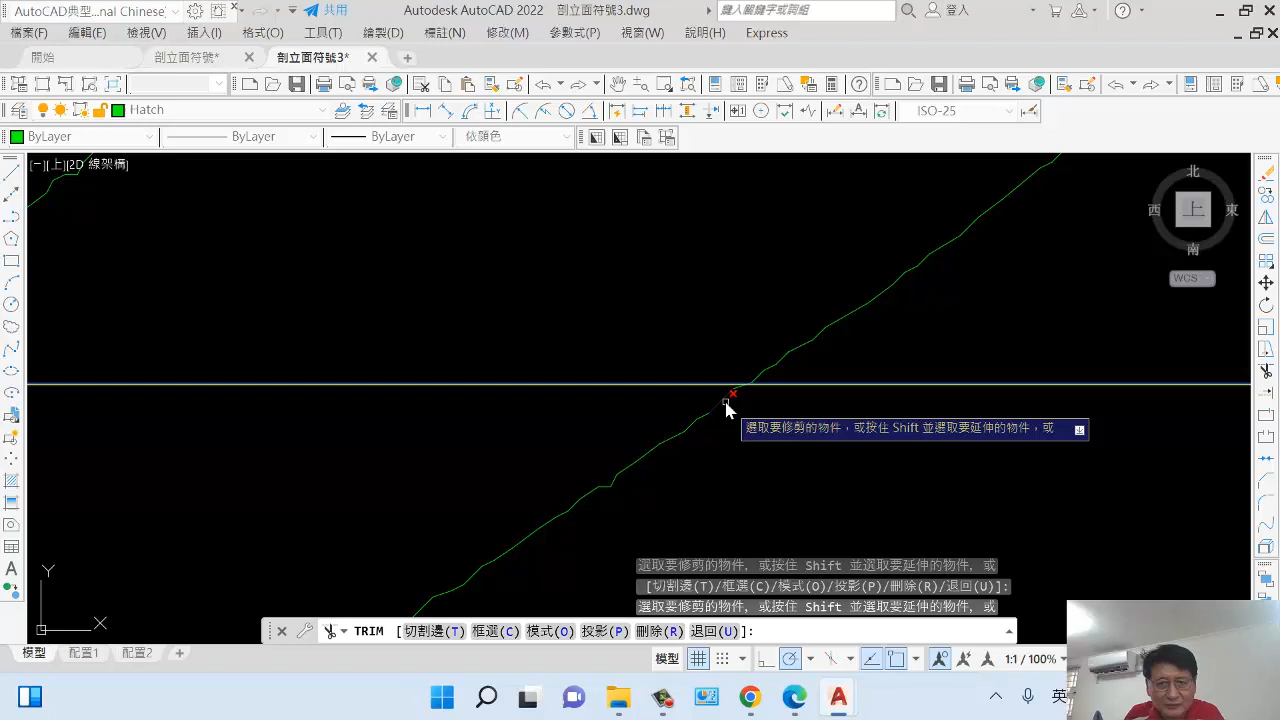 AutoCAD典型...nal Chinese)
共用
Autodesk AutoCAD 2022 剖立面符號3.dwg
鍵入關鍵字或片語
登入
檔案(F) 編輯(E) 檢視(V) 插入(I) 格式(O) 工具(T) 繪製(D) 標註(N) 修改(M) 參數式(P) 視窗(W) 說明(H) Express
開始 剖立面符號* 剖立面符號3*
Hatch
ISO-25
ByLayer ByLayer ByLayer 依顏色
[−][上][2D 線架構]
北
西 上 東
南
WCS
選取要修剪的物件，或按住 Shift 並選取要延伸的物件，或
Y
X
選取要修剪的物件, 或按住 Shift 並選取要延伸的物件, 或
[切割邊(T)/框選(C)/模式(O)/投影(P)/刪除(R)/退回(U)]:
選取要修剪的物件, 或按住 Shift 並選取要延伸的物件, 或
TRIM [切割邊(T) 框選(C) 模式(O) 投影(P) 刪除(R) 退回(U)]:
模型 配置1 配置2
模型 1:1 / 100%
英